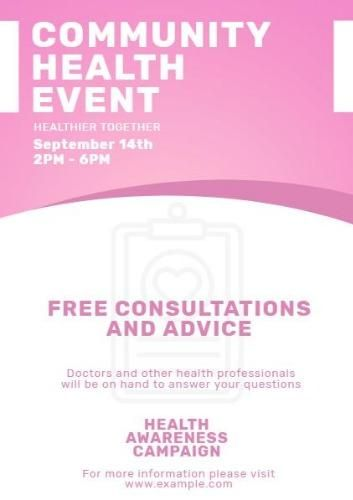 COMMUNITY
HEALTH
EVENT
HEALTHIER TOGETHER
September 14th
2PM - 6PM
FREE CONSULTATIONS
AND ADVICE
Doctors and other health professionals
will be on hand to answer your questions
HEALTH
AWARENESS
CAMPAIGN
For more information please visit
www.example.com